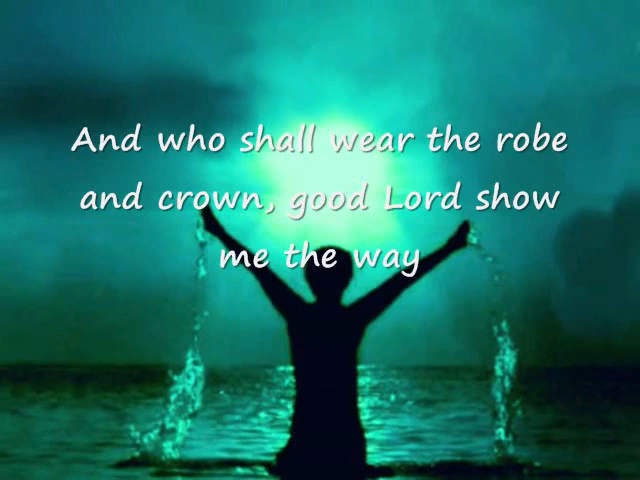 And who shall wear the robe
and crown, good Lord show
me the way